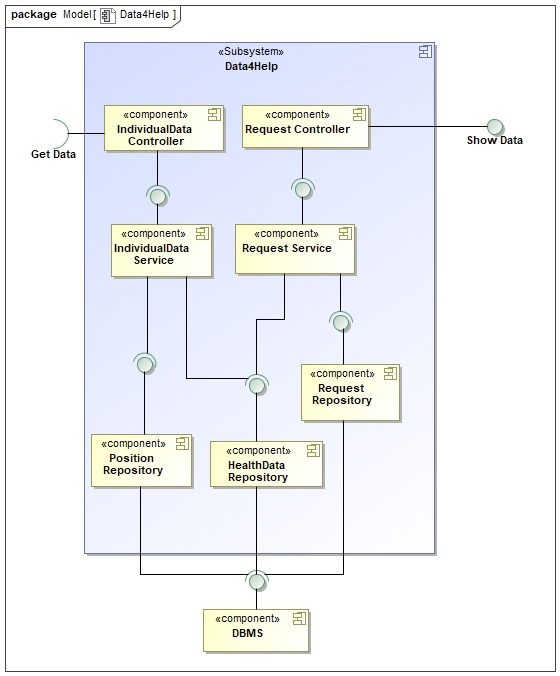 package Model[ Data4Help ]
«Subsystem»
Data4Help
«component»
IndividualData
Controller
«component»
Request Controller
Get Data
Show Data
«component»
IndividualData
Service
«component»
Request Service
«component»
Request
Repository
«component»
Position
Repository
«component»
HealthData
Repository
«component»
DBMS